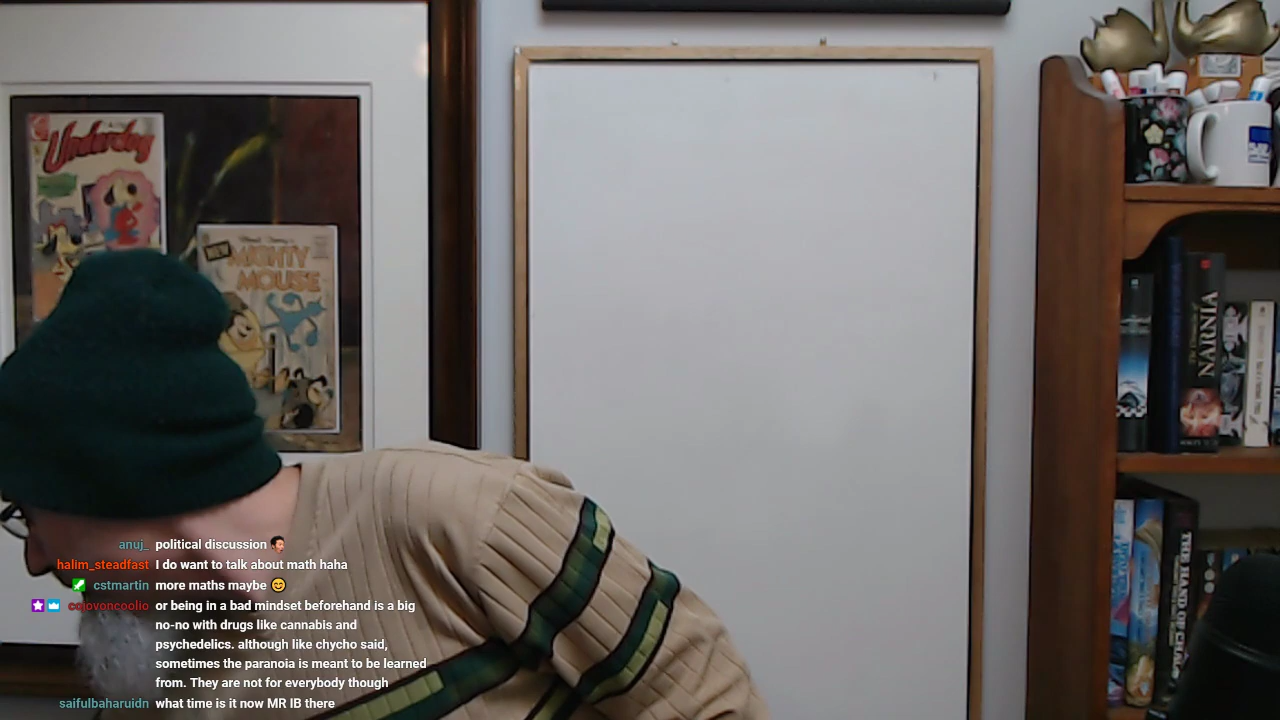 Underdog
NEW
MIGHTY
MOUSE
NARNIA
THE HAND OF CHAOS
anuj_ political discussion
halim_steadfast I do want to talk about math haha
cstmartin more maths maybe
cojovoncoolio or being in a bad mindset beforehand is a big
no-no with drugs like cannabis and
psychedelics. although like chycho said,
sometimes the paranoia is meant to be learned
from. They are not for everybody though
saifulbaharuidn what time is it now MR IB there